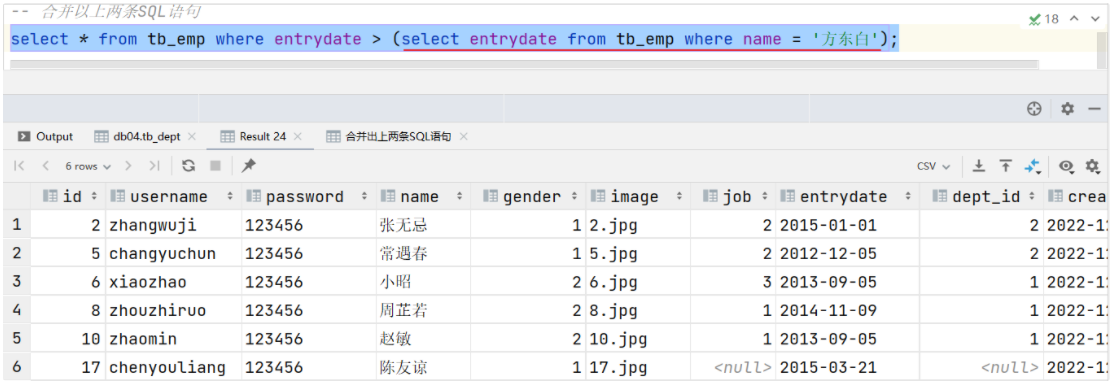 -- 合并以上两条SQL语句
18
select * from tb_emp where entrydate > (select entrydate from tb_emp where name = '方东白');
Output db04.tb_dept Result 24 合并出上两条SQL语句
6 rows CSV
id username password name gender image job entrydate dept_id crea
1 2 zhangwuji 123456 张无忌 1 2.jpg 2 2015-01-01 2 2022-11
2 5 changyuchun 123456 常遇春 1 5.jpg 2 2012-12-05 2 2022-11
3 6 xiaozhao 123456 小昭 2 6.jpg 3 2013-09-05 1 2022-11
4 8 zhouzhiruo 123456 周芷若 2 8.jpg 1 2014-11-09 1 2022-11
5 10 zhaomin 123456 赵敏 2 10.jpg 1 2013-09-05 1 2022-11
6 17 chenyouliang 123456 陈友谅 1 17.jpg <null> 2015-03-21 <null> 2022-11